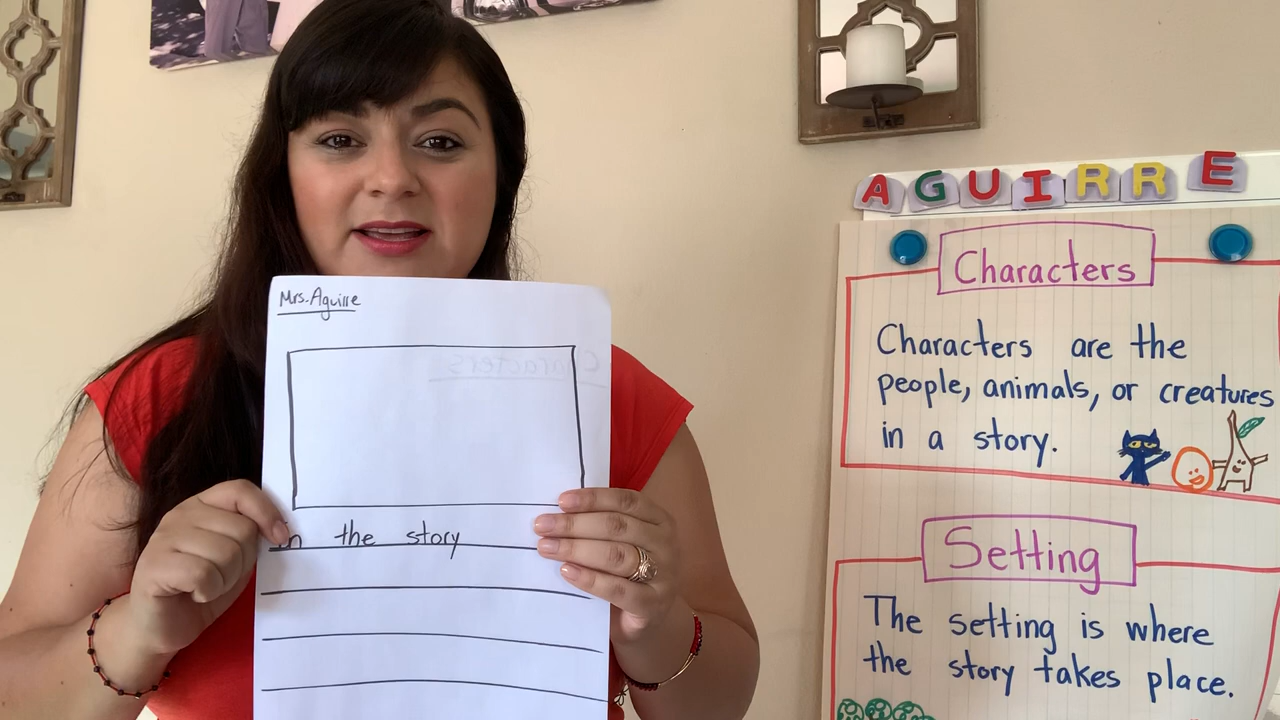 Mrs. Aguirre
Characters
In the story
AGUIRRE
Characters
Characters are the
people, animals, or creatures
in a story.
Setting
The setting is where
the story takes place.